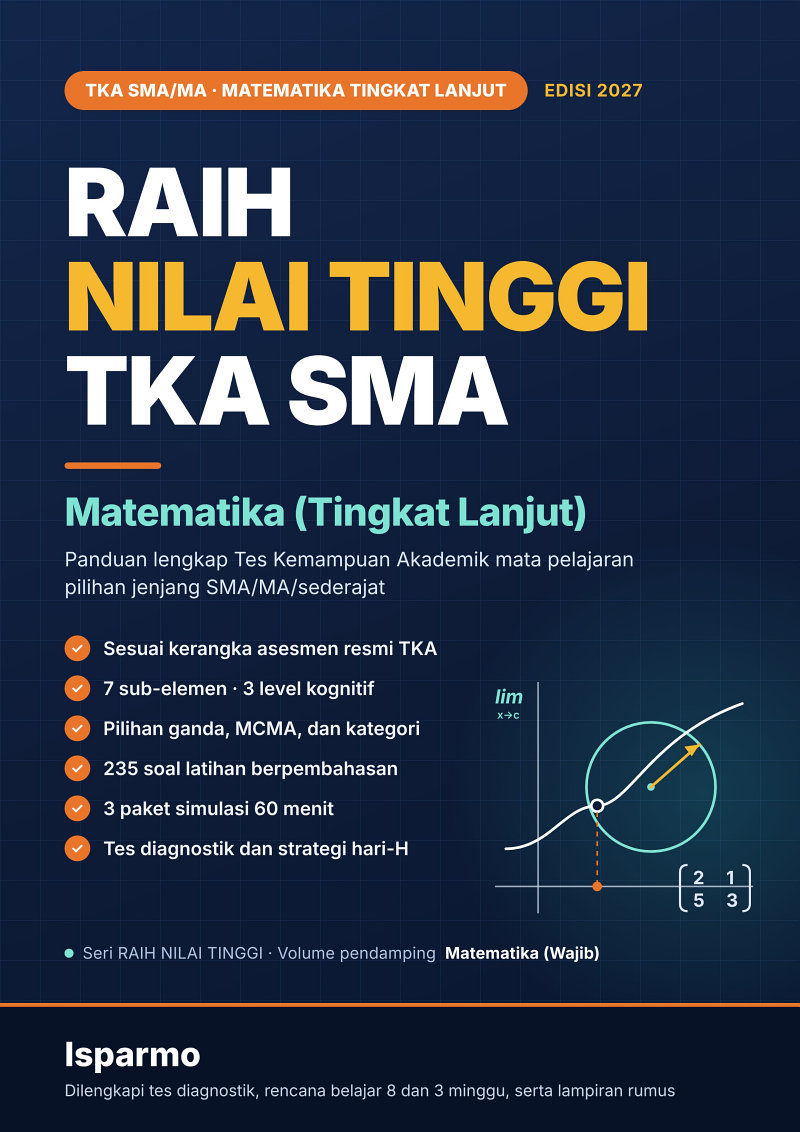 TKA SMA/MA · MATEMATIKA TINGKAT LANJUT
EDISI 2027
RAIH
NILAI TINGGI
TKA SMA
Matematika (Tingkat Lanjut)
Panduan lengkap Tes Kemampuan Akademik mata pelajaran
pilihan jenjang SMA/MA/sederajat
Sesuai kerangka asesmen resmi TKA
7 sub-elemen · 3 level kognitif
Pilihan ganda, MCMA, dan kategori
235 soal latihan berpembahasan
3 paket simulasi 60 menit
Tes diagnostik dan strategi hari-H
lim
x→c
2 1
5 3
Seri RAIH NILAI TINGGI · Volume pendamping Matematika (Wajib)
Isparmo
Dilengkapi tes diagnostik, rencana belajar 8 dan 3 minggu, serta lampiran rumus